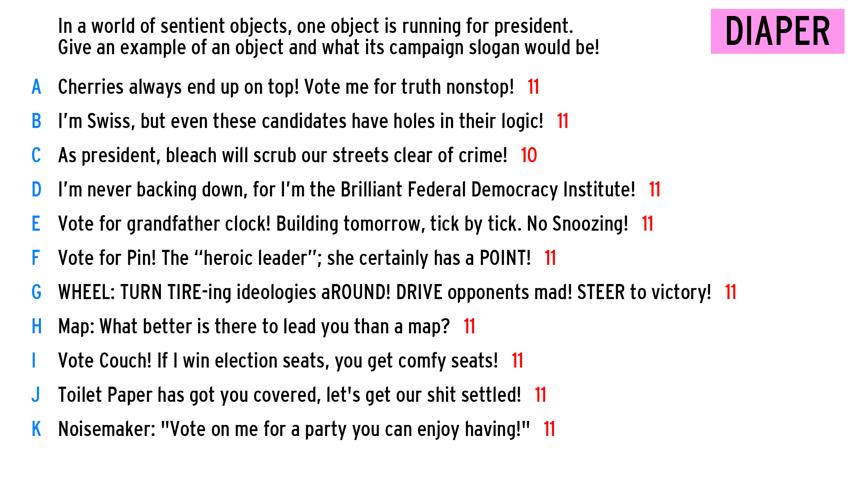 In a world of sentient objects, one object is running for president.
Give an example of an object and what its campaign slogan would be!
DIAPER
A Cherries always end up on top! Vote me for truth nonstop! 11
B I'm Swiss, but even these candidates have holes in their logic! 11
C As president, bleach will scrub our streets clear of crime! 10
D I'm never backing down, for I'm the Brilliant Federal Democracy Institute! 11
E Vote for grandfather clock! Building tomorrow, tick by tick. No Snoozing! 11
F Vote for Pin! The “heroic leader”; she certainly has a POINT! 11
G WHEEL: TURN TIRE-ing ideologies aROUND! DRIVE opponents mad! STEER to victory! 11
H Map: What better is there to lead you than a map? 11
I Vote Couch! If I win election seats, you get comfy seats! 11
J Toilet Paper has got you covered, let's get our shit settled! 11
K Noisemaker: "Vote on me for a party you can enjoy having!" 11